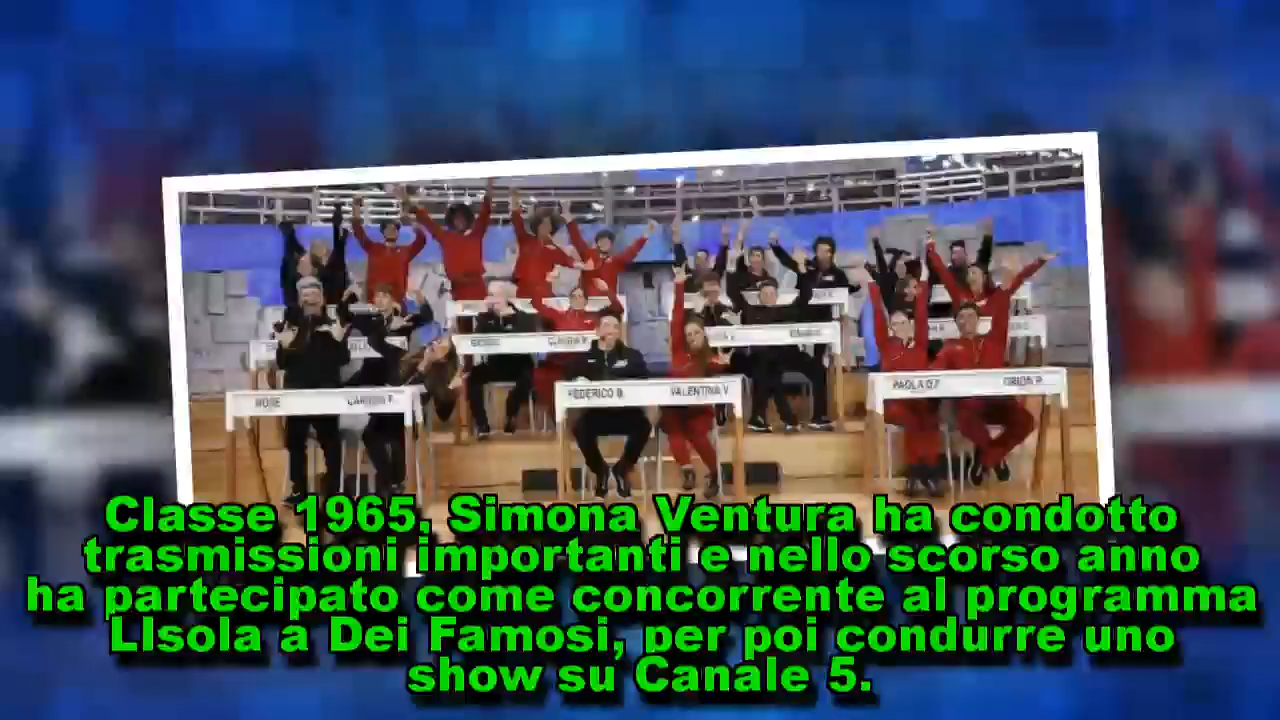 FEDERICO B.
VALENTINA V
PAOLA D.F
Classe 1965, Simona Ventura ha condotto
trasmissioni importanti e nello scorso anno
ha partecipato come concorrente al programma
LIsola a Dei Famosi, per poi condurre uno
show su Canale 5.